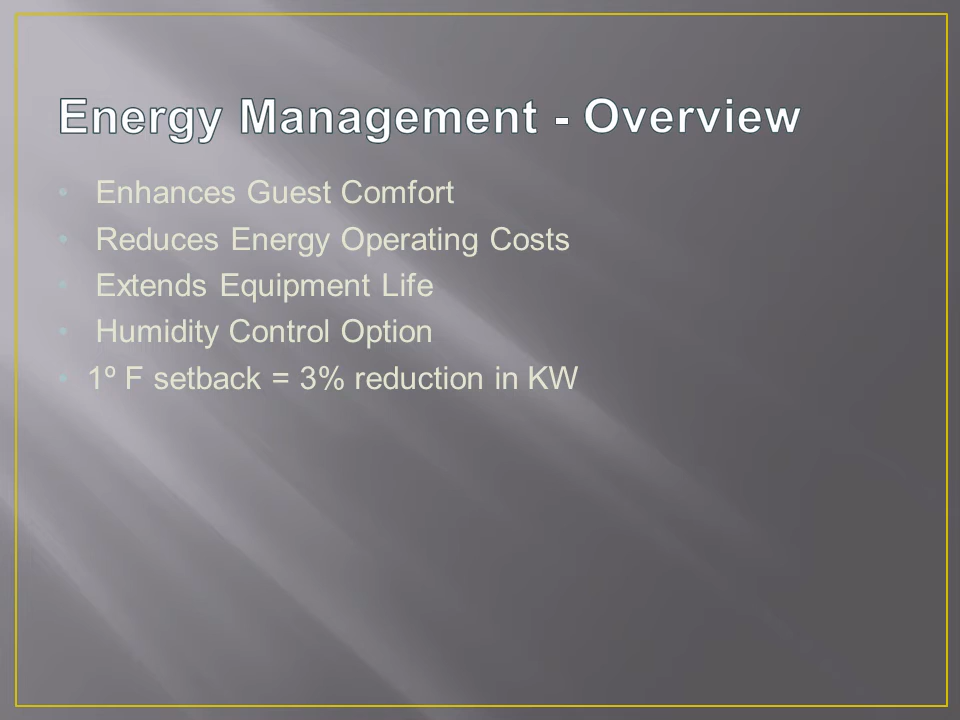 Energy Management - Overview
• Enhances Guest Comfort
• Reduces Energy Operating Costs
• Extends Equipment Life
• Humidity Control Option
• 1º F setback = 3% reduction in KW